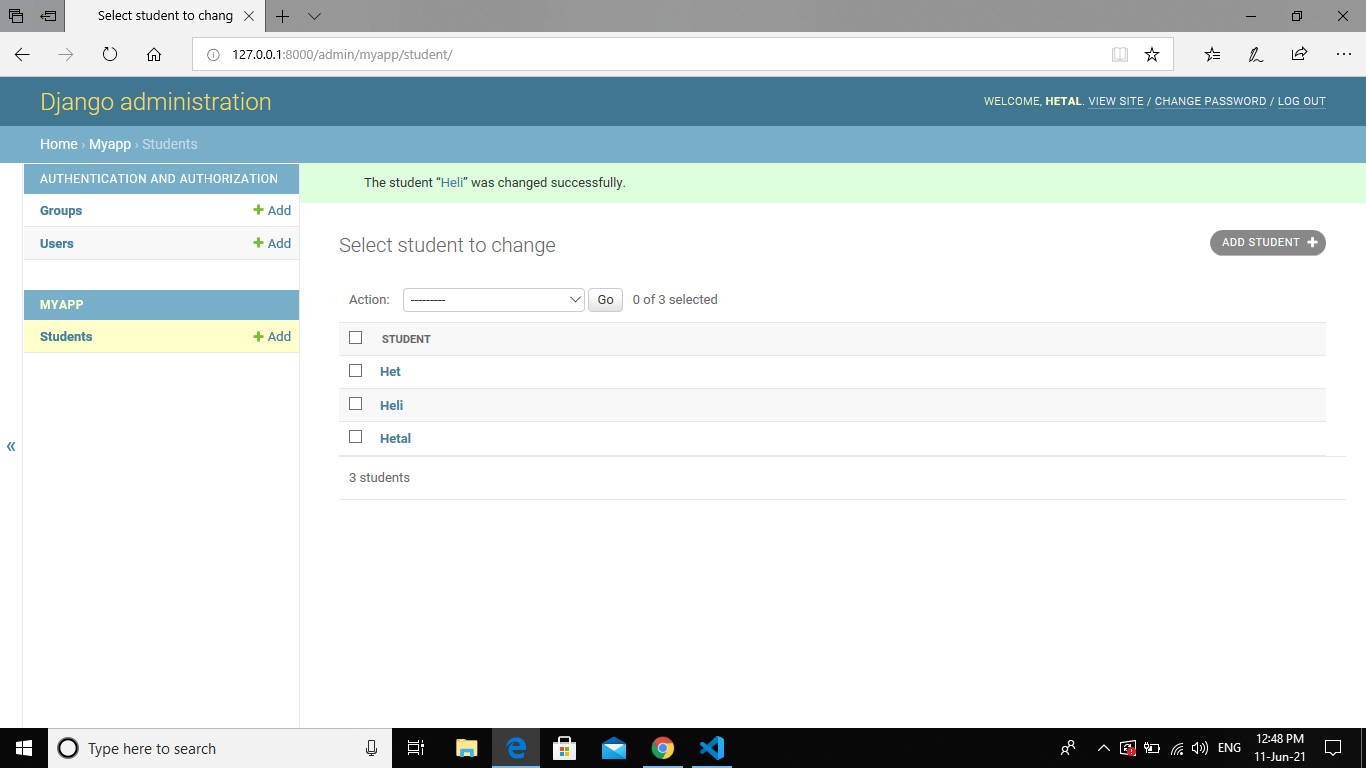 Select student to chang
127.0.0.1:8000/admin/myapp/student/
Django administration
WELCOME, HETAL. VIEW SITE / CHANGE PASSWORD / LOG OUT
Home › Myapp › Students
AUTHENTICATION AND AUTHORIZATION
Groups + Add
Users + Add
MYAPP
Students + Add
«
The student “Heli” was changed successfully.
Select student to change
ADD STUDENT +
Action: --------- Go 0 of 3 selected
STUDENT
Het
Heli
Hetal
3 students
Type here to search
ENG
12:48 PM
11-Jun-21